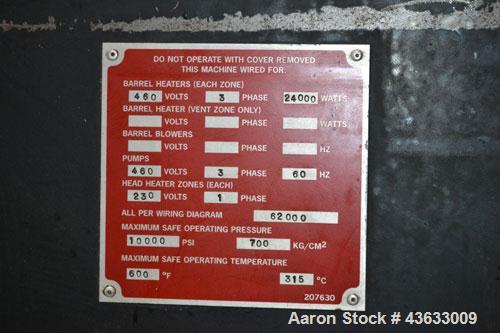 DO NOT OPERATE WITH COVER REMOVED
THIS MACHINE WIRED FOR:
BARREL HEATERS (EACH ZONE)
460 VOLTS 3 PHASE 24000 WATTS
BARREL HEATER (VENT ZONE ONLY)
VOLTS PHASE WATTS
BARREL BLOWERS
VOLTS PHASE HZ
PUMPS
460 VOLTS 3 PHASE 60 HZ
HEAD HEATER ZONES (EACH)
230 VOLTS 1 PHASE
ALL PER WIRING DIAGRAM 62000
MAXIMUM SAFE OPERATING PRESSURE
10000 PSI 700 KG/CM2
MAXIMUM SAFE OPERATING TEMPERATURE
600 °F 315 °C
207630
Aaron Stock # 43633009